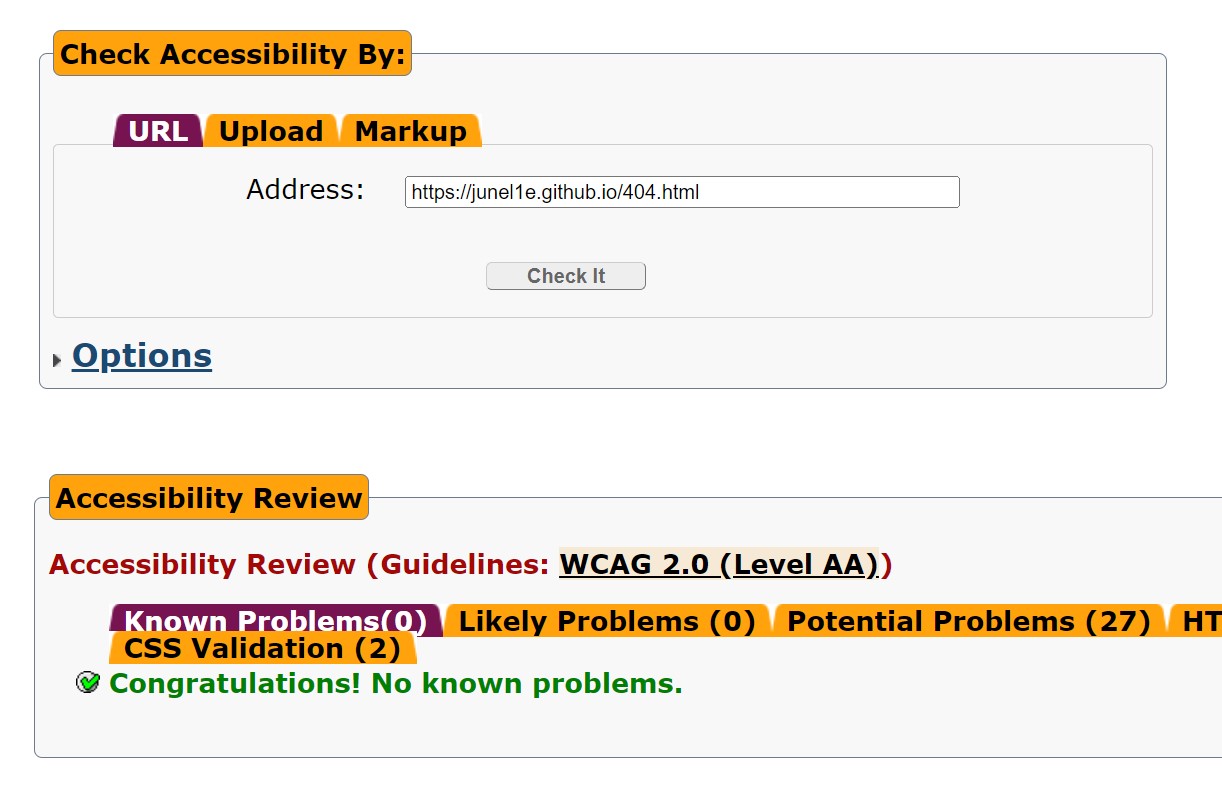 Check Accessibility By:
URL Upload Markup
Address: https://junel1e.github.io/404.html
Check It
Options
Accessibility Review
Accessibility Review (Guidelines: WCAG 2.0 (Level AA))
Known Problems(0) Likely Problems (0) Potential Problems (27) HT
CSS Validation (2)
Congratulations! No known problems.